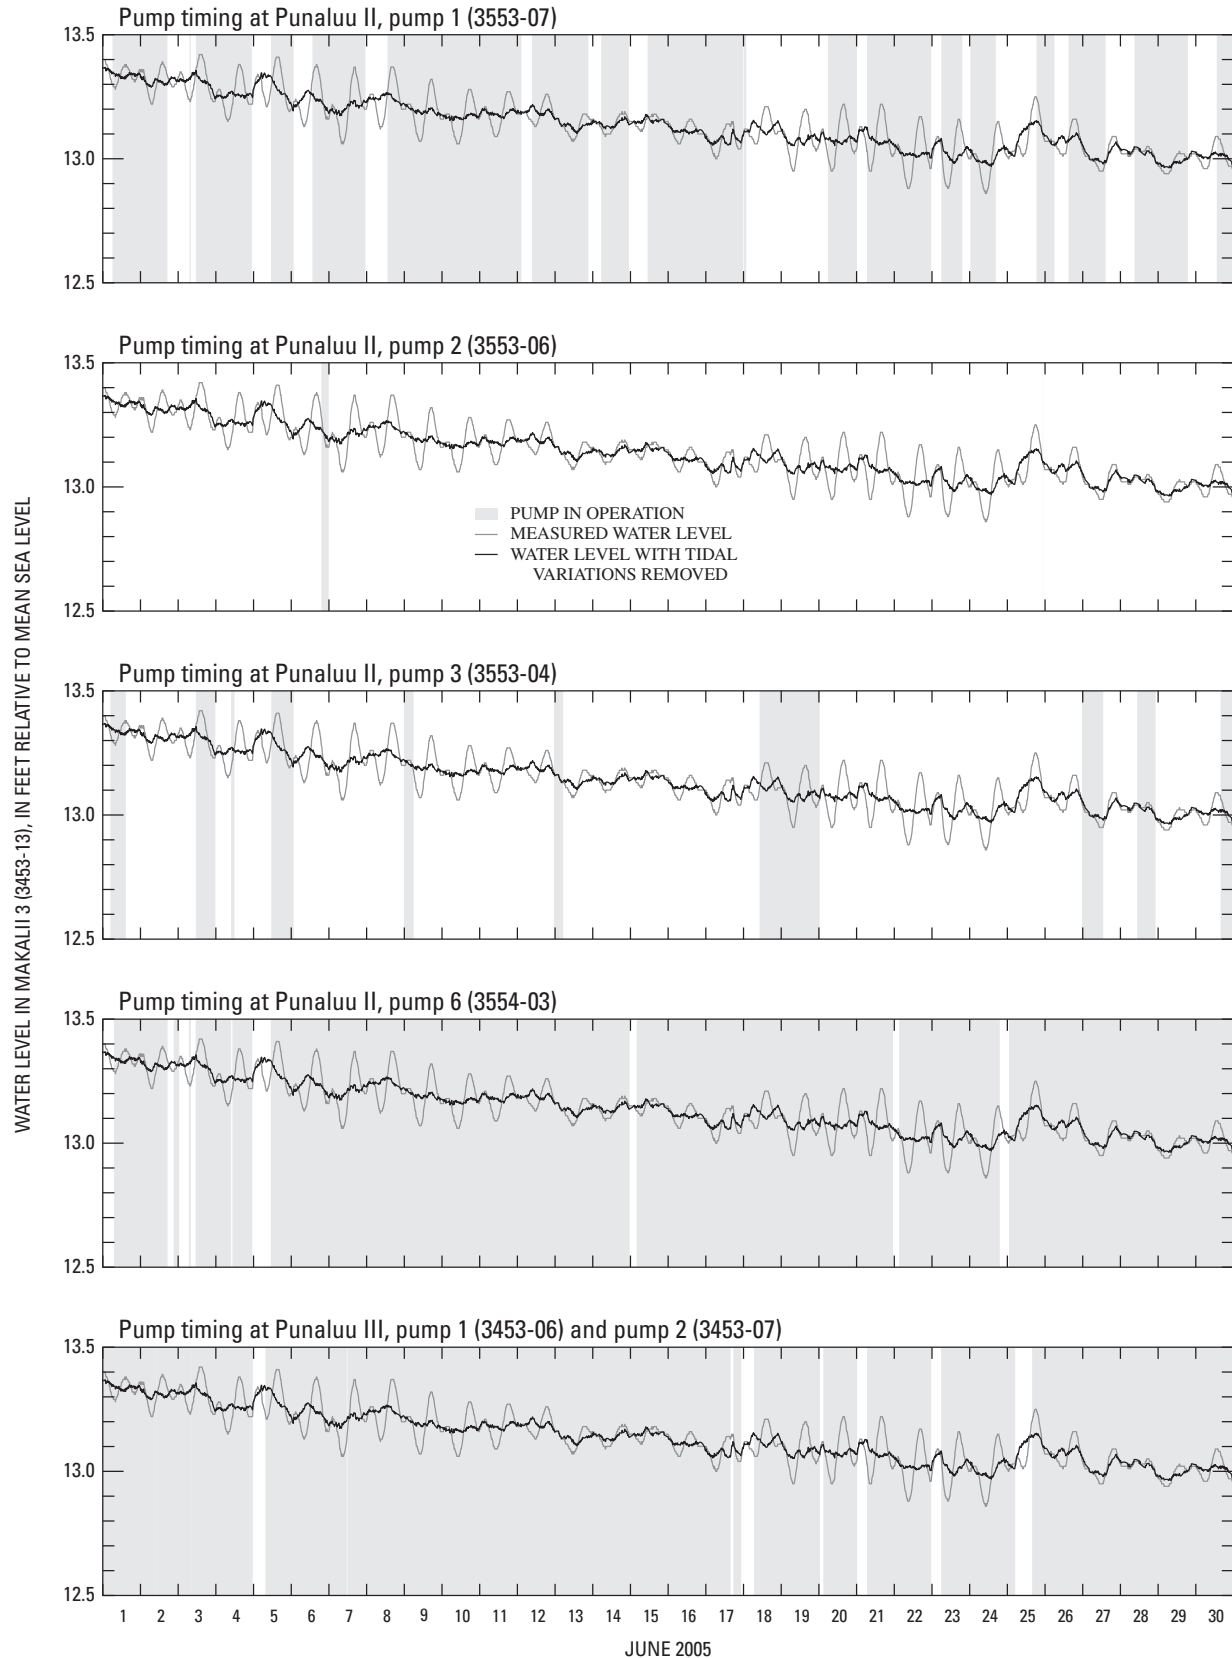 Pump timing at Punaluu II, pump 1 (3553-07)
13.5
13.0
12.5
Pump timing at Punaluu II, pump 2 (3553-06)
13.5
13.0
12.5
PUMP IN OPERATION
MEASURED WATER LEVEL
WATER LEVEL WITH TIDAL
VARIATIONS REMOVED
Pump timing at Punaluu II, pump 3 (3553-04)
13.5
13.0
12.5
WATER LEVEL IN MAKALII 3 (3453-13), IN FEET RELATIVE TO MEAN SEA LEVEL
Pump timing at Punaluu II, pump 6 (3554-03)
13.5
13.0
12.5
Pump timing at Punaluu III, pump 1 (3453-06) and pump 2 (3453-07)
13.5
13.0
12.5
1 2 3 4 5 6 7 8 9 10 11 12 13 14 15 16 17 18 19 20 21 22 23 24 25 26 27 28 29 30
JUNE 2005